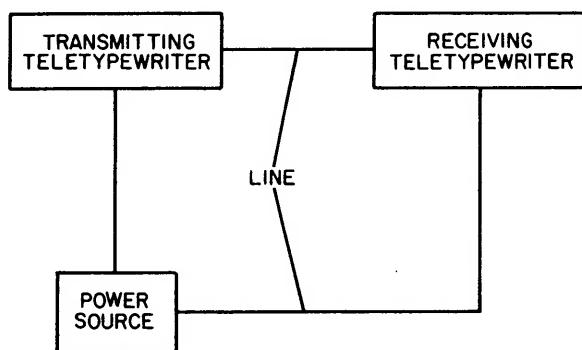 TRANSMITTING
TELETYPEWRITER
RECEIVING
TELETYPEWRITER
LINE
POWER
SOURCE